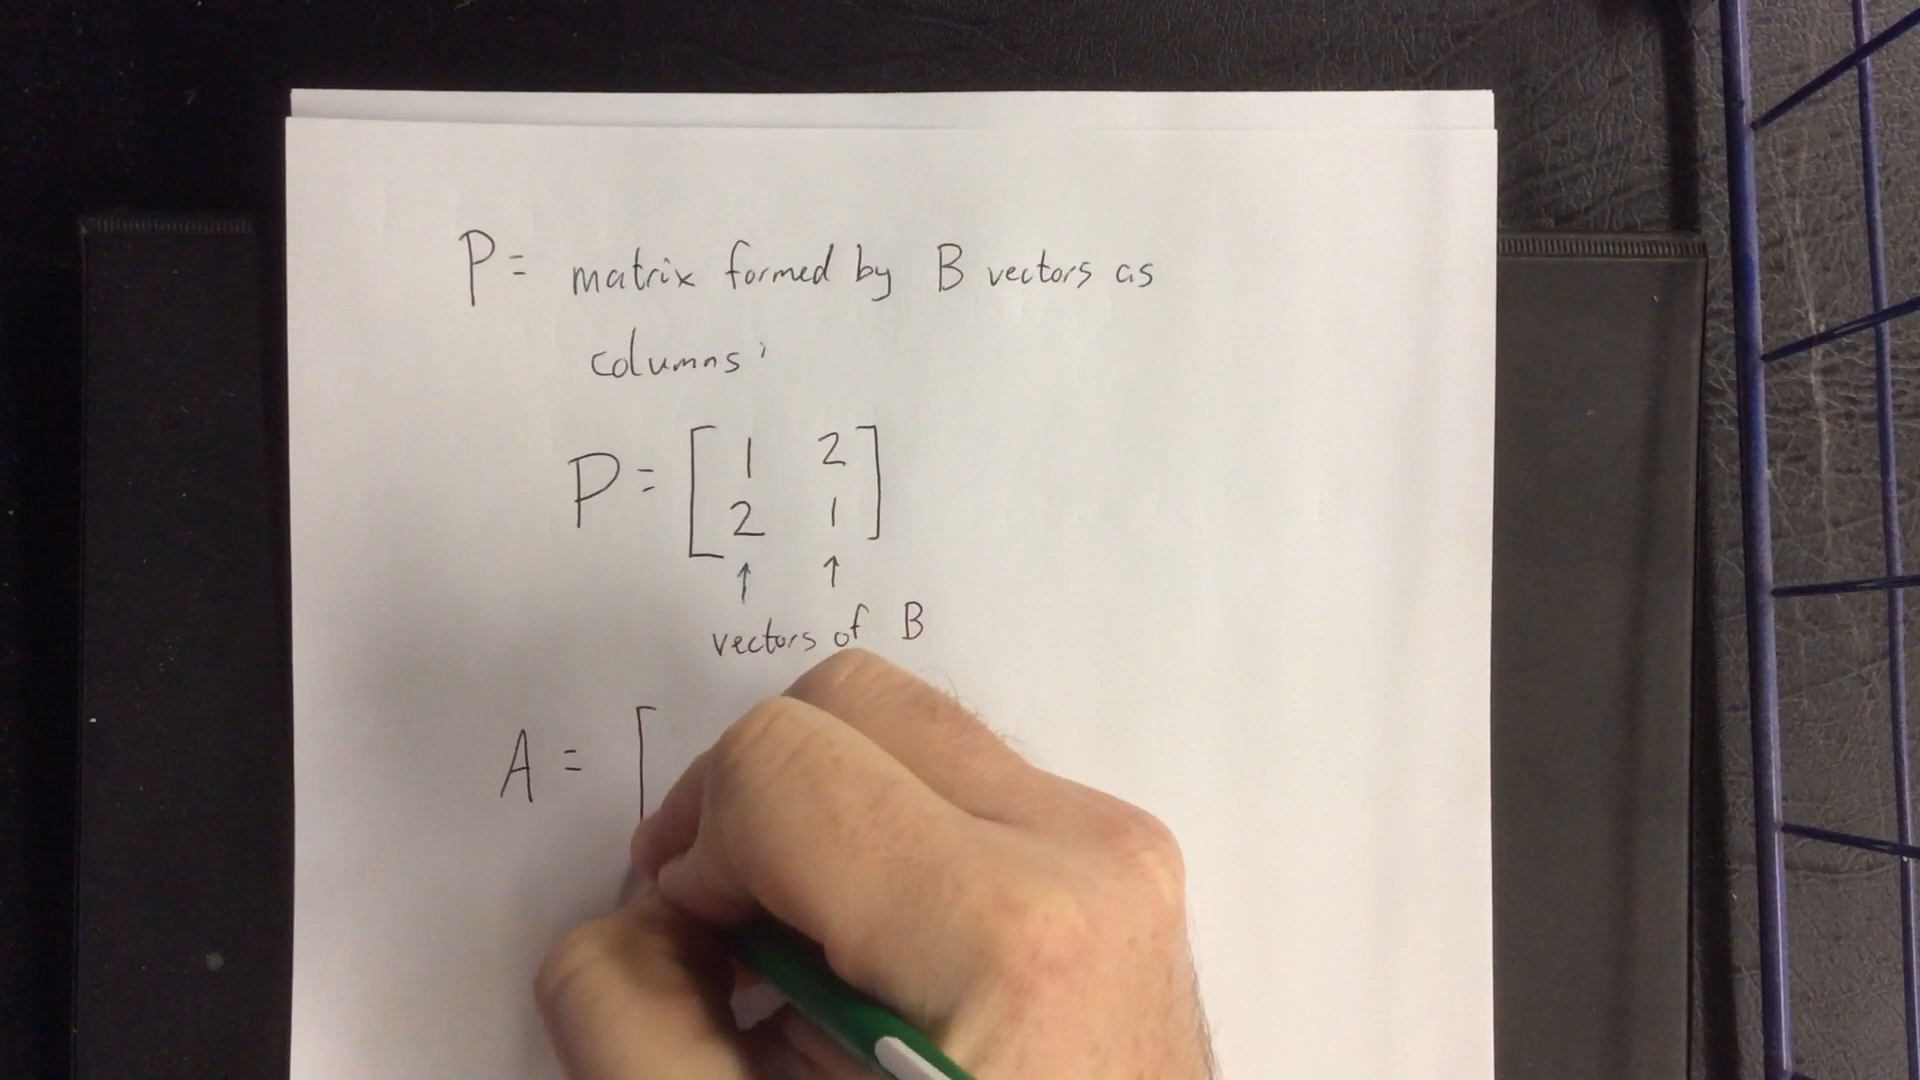 P= matrix formed by B vectors as
columns:
P= [ 1 2
2 1 ]
↑ ↑
vectors of B
A = [